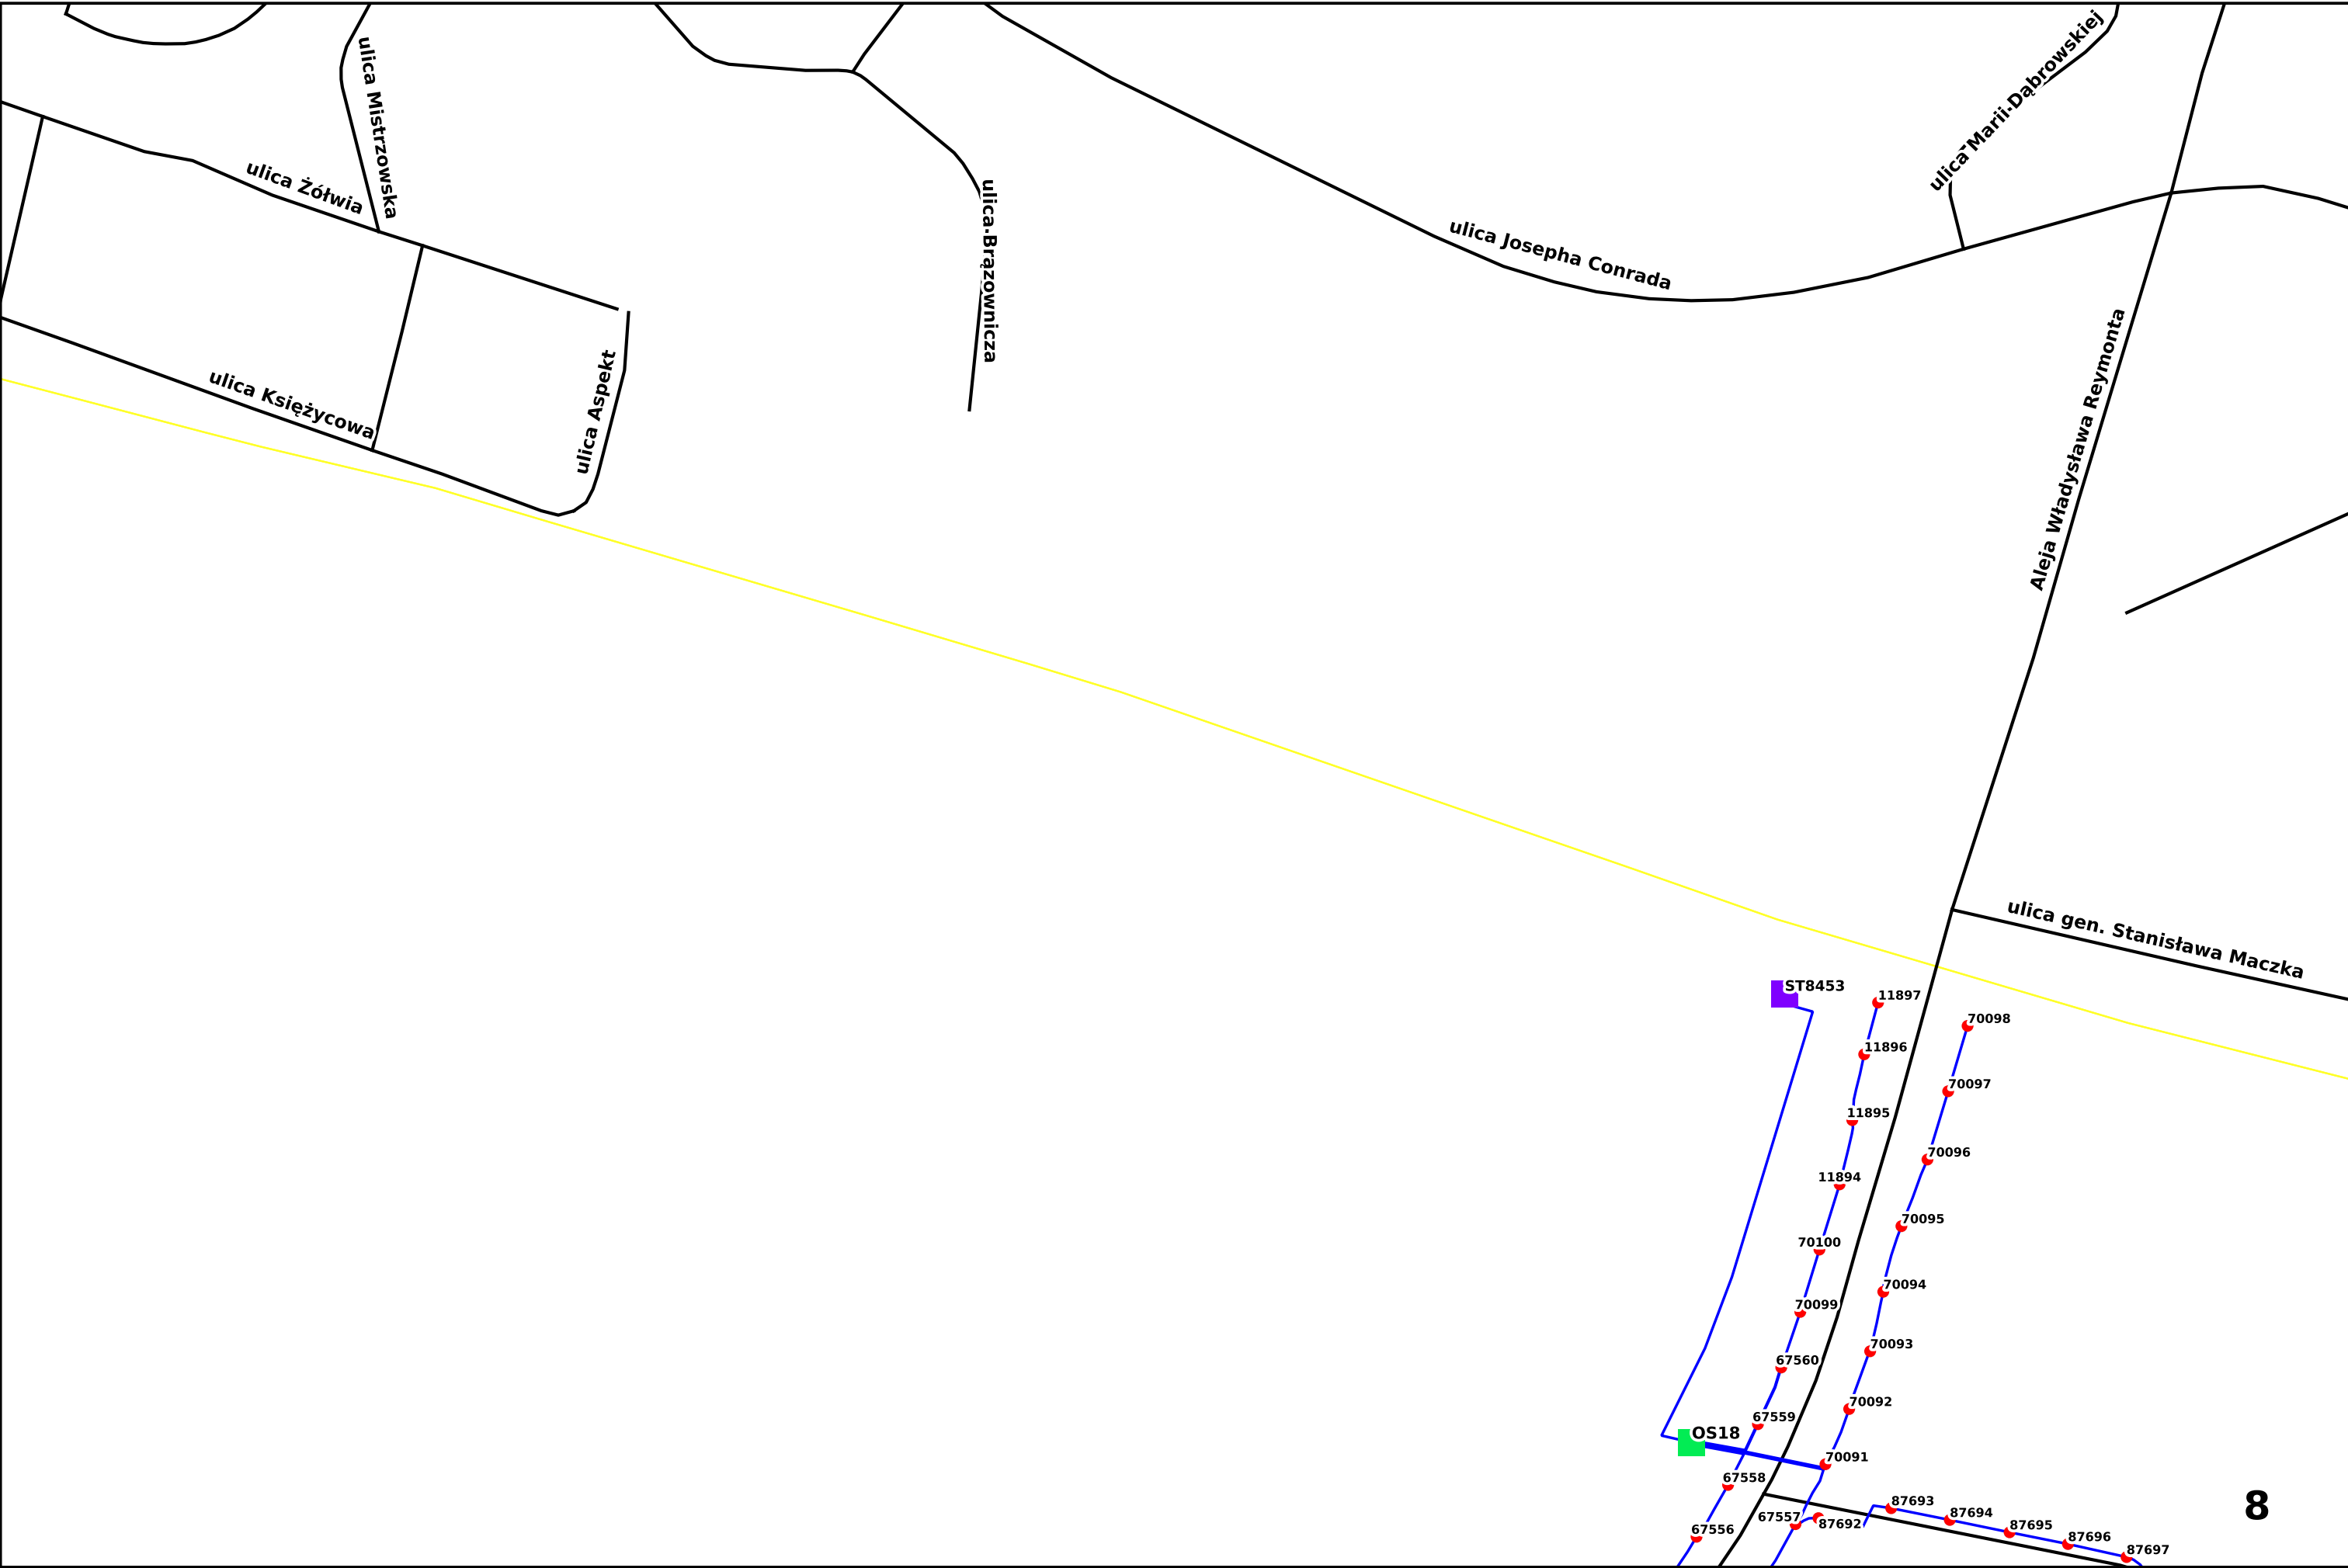 ulica Marii Dąbrowskiej
ulica Mistrzowska
ulica Żółwia
ulica Brązownicza
ulica Josepha Conrada
Aleja Władysława Reymonta
ulica Księżycowa
ulica Aspekt
ulica gen. Stanisława Maczka
ST8453
11897
70098
11896
70097
11895
70096
11894
70095
70100
70094
70099
70093
67560
70092
67559
OS18
70091
67558
87693
8
67557
87692
87694
67556
87695
87696
87697